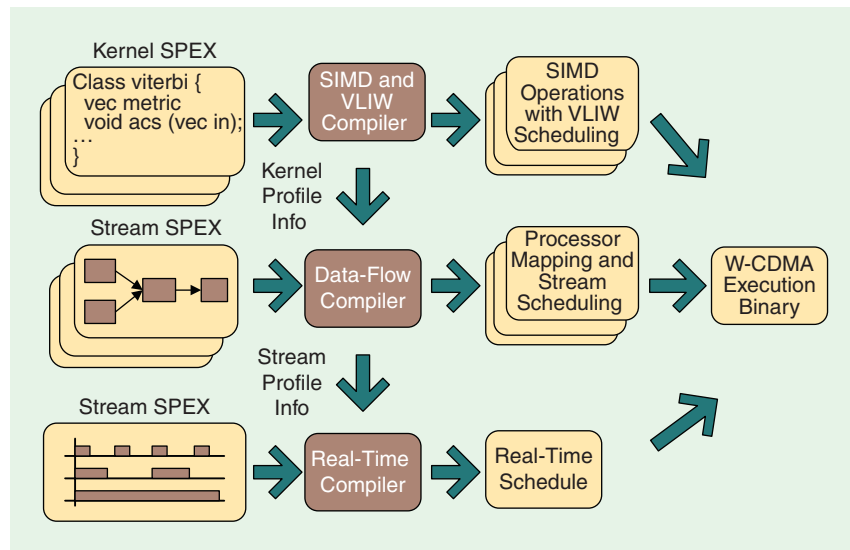 Kernel SPEX
Class viterbi {
vec metric
void acs (vec in);
...
}
SIMD and
VLIW
Compiler
SIMD
Operations
with VLIW
Scheduling
Kernel
Profile
Info
Stream SPEX
Data-Flow
Compiler
Processor
Mapping and
Stream
Scheduling
W-CDMA
Execution
Binary
Stream
Profile
Info
Stream SPEX
Real-Time
Compiler
Real-Time
Schedule